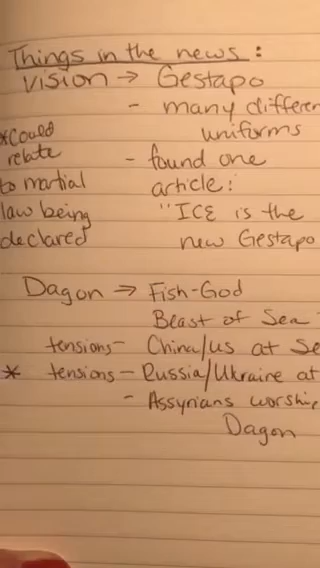 Things in the news:
vision → Gestapo
- many differen
uniforms
*Could
relate
to martial
law being
declared
- found one
article:
"ICE is the
new Gestapo
Dagon → Fish-God
Beast of Sea
tensions - China/us at Se
* tensions - Russia/Ukraine at
- Assyrians worship
Dagon